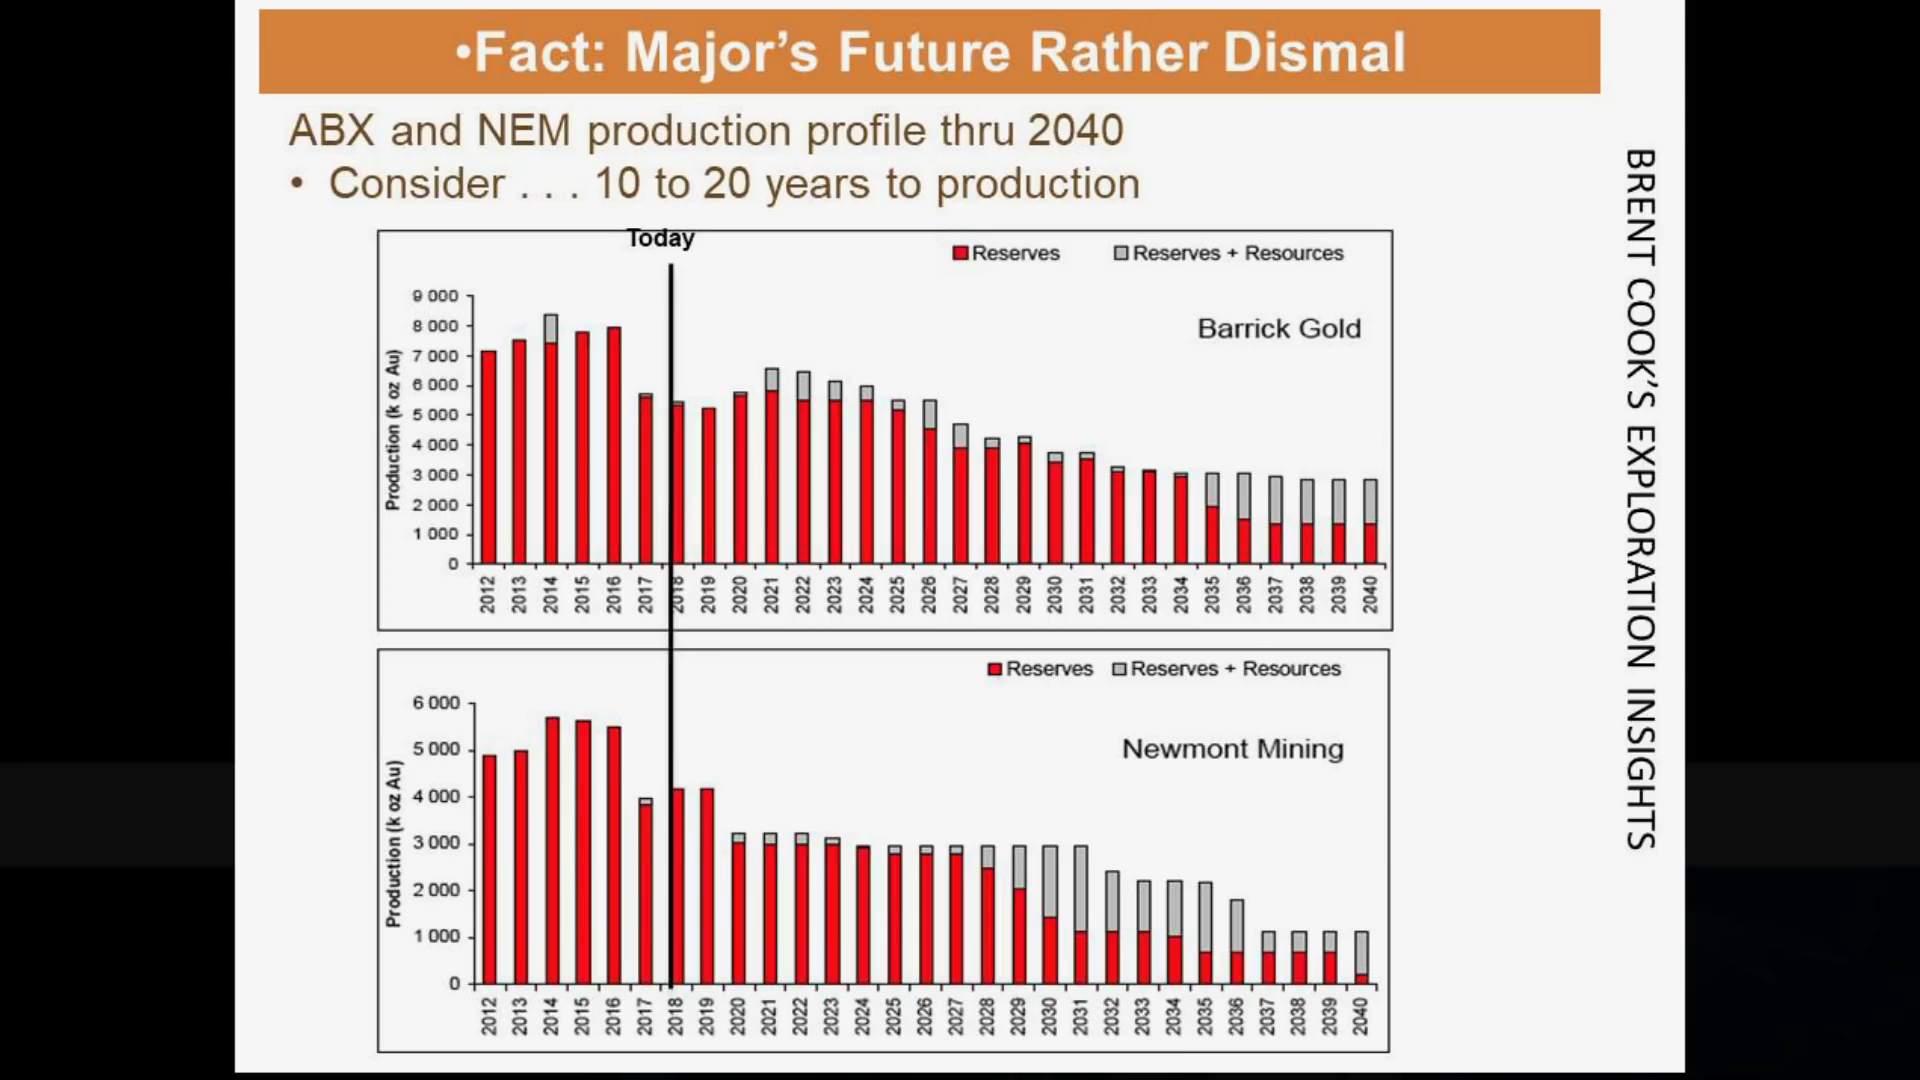 •Fact: Major's Future Rather Dismal
ABX and NEM production profile thru 2040
• Consider . . . 10 to 20 years to production
BRENT COOK'S EXPLORATION INSIGHTS
Today
Reserves
Reserves + Resources
Barrick Gold
Production (k oz Au)
9 000
8 000
7 000
6 000
5 000
4 000
3 000
2 000
1 000
0
2012 2013 2014 2015 2016 2017 2018 2019 2020 2021 2022 2023 2024 2025 2026 2027 2028 2029 2030 2031 2032 2033 2034 2035 2036 2037 2038 2039 2040
Reserves
Reserves + Resources
Newmont Mining
Production (k oz Au)
6 000
5 000
4 000
3 000
2 000
1 000
0
2012 2013 2014 2015 2016 2017 2018 2019 2020 2021 2022 2023 2024 2025 2026 2027 2028 2029 2030 2031 2032 2033 2034 2035 2036 2037 2038 2039 2040